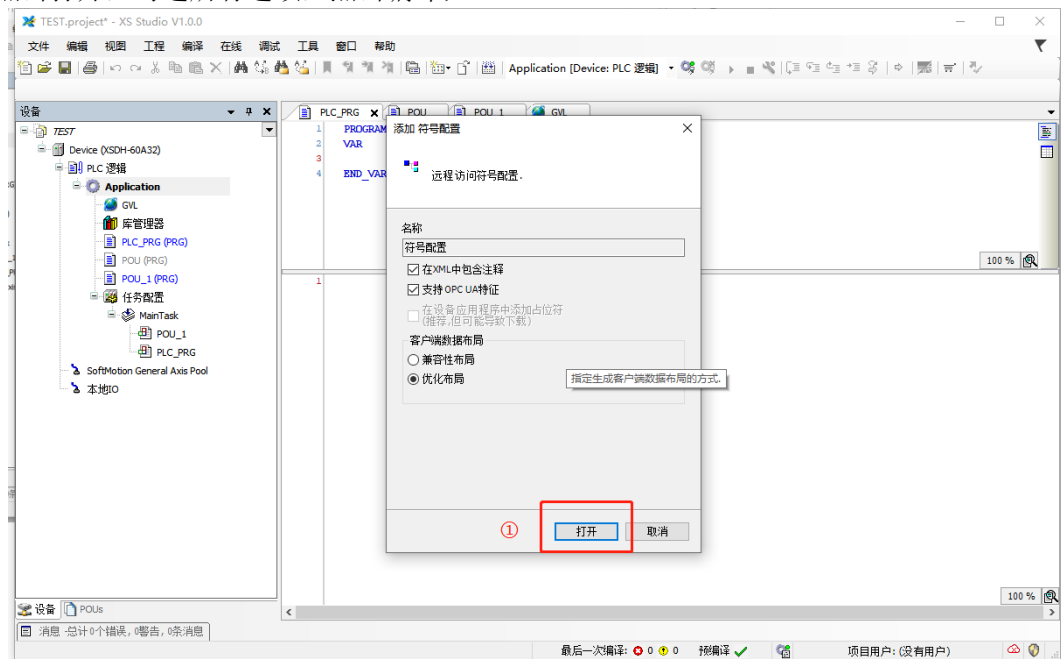 TEST.project* - XS Studio V1.0.0
文件 编辑 视图 工程 编译 在线 调试 工具 窗口 帮助
Application [Device: PLC 逻辑]
设备
PLC_PRG POU POU_1 GVL
TEST
Device (XSDH-60A32)
PLC 逻辑
Application
GVL
库管理器
PLC_PRG (PRG)
POU (PRG)
POU_1 (PRG)
任务配置
MainTask
POU_1
PLC_PRG
SoftMotion General Axis Pool
本地IO
1 PROGRAM
2 VAR
3
4 END_VAR
100 %
1
添加 符号配置
远程访问符号配置.
名称
符号配置
在XML中包含注释
支持OPC UA特征
在设备应用程序中添加占位符
(推荐,但可能导致下载)
客户端数据布局
兼容性布局
优化布局
指定生成客户端数据布局的方式.
①
打开 取消
100 %
设备 POUs
消息 -总计0个错误, 0警告, 0条消息
最后一次编译: 0 0 预编译 项目用户: (没有用户)